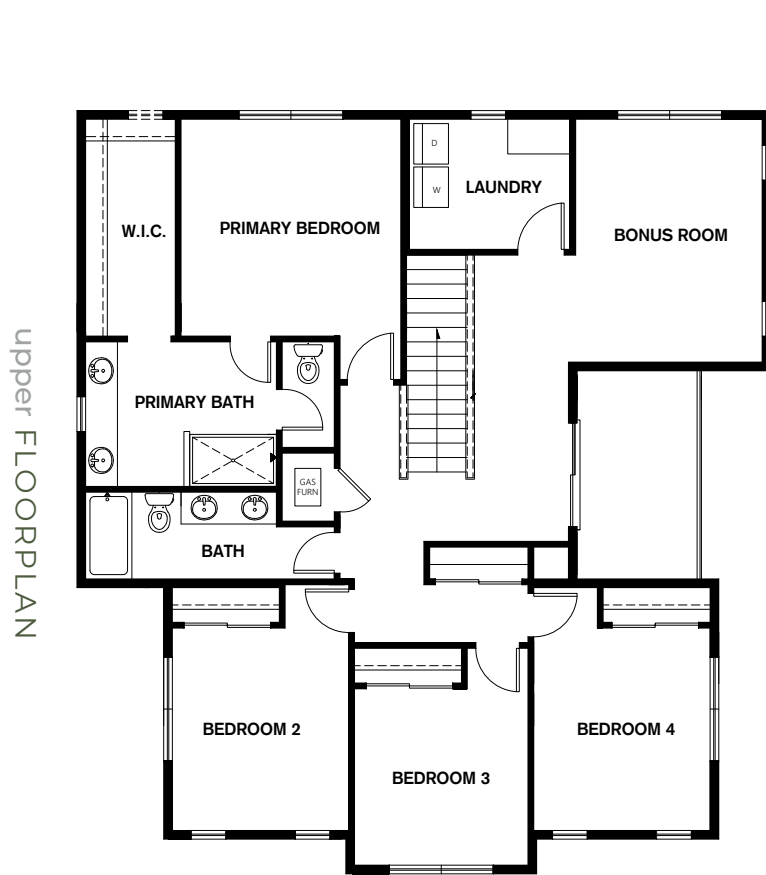 upper FLOORPLAN
D
W
LAUNDRY
W.I.C.
PRIMARY BEDROOM
BONUS ROOM
PRIMARY BATH
GAS
FURN
BATH
BEDROOM 2
BEDROOM 3
BEDROOM 4